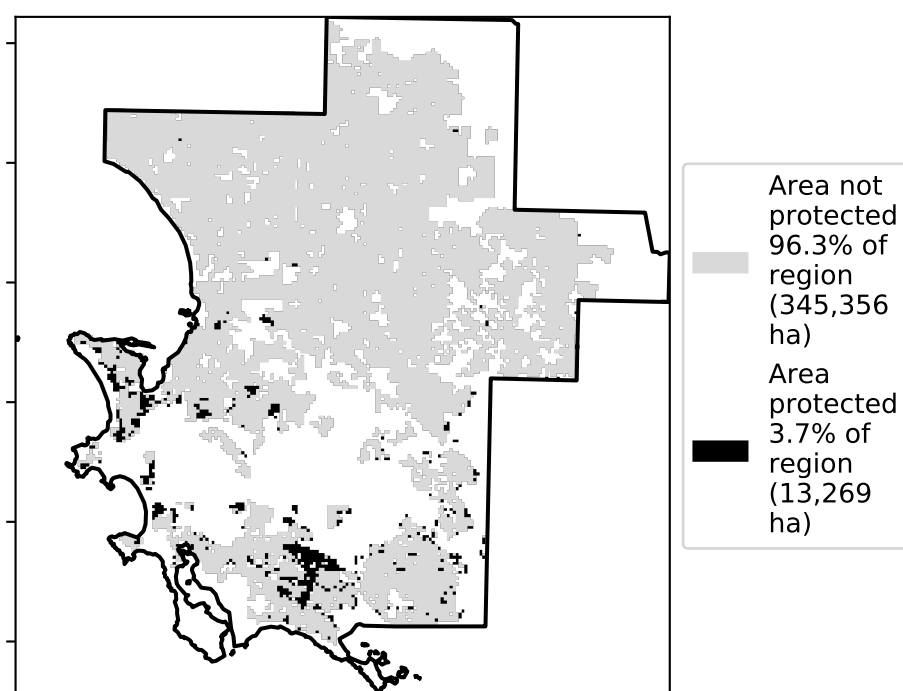 Area not
protected
96.3% of
region
(345,356
ha)
Area
protected
3.7% of
region
(13,269
ha)